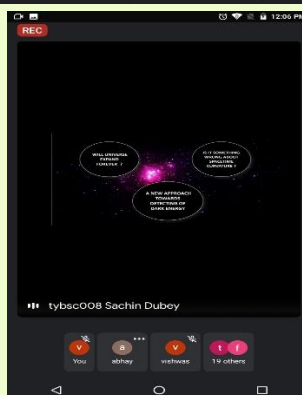 12:06 PM
REC
WILL UNIVERSE
EXPAND
FOREVER ?
IS IT SOMETHING
WRONG ABOUT
SPACETIME
CURVATURE ?
A NEW APPROACH
TOWARDS
DETECTING OF
DARK ENERGY
tybsc008 Sachin Dubey
v a v t f
You abhay vishwas 19 others